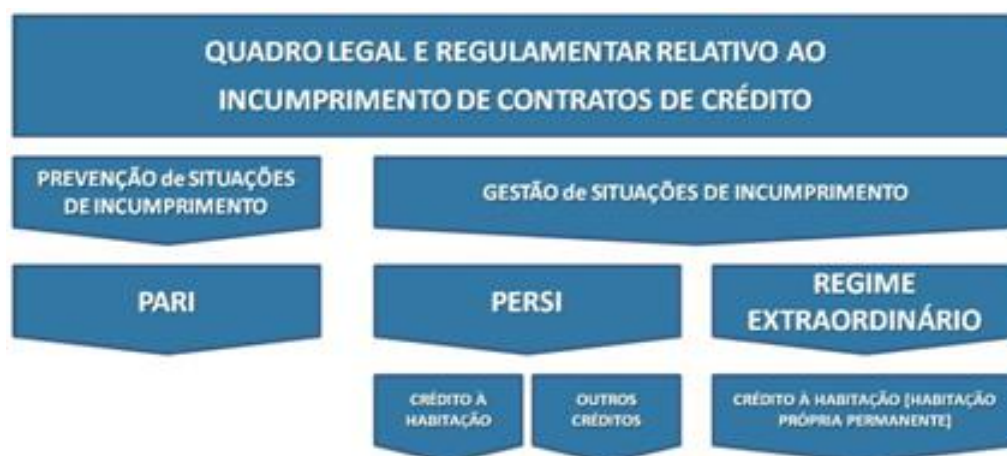 QUADRO LEGAL E REGULAMENTAR RELATIVO AO
INCUMPRIMENTO DE CONTRATOS DE CRÉDITO
PREVENÇÃO de SITUAÇÕES
DE INCUMPRIMENTO
GESTÃO de SITUAÇÕES DE INCUMPRIMENTO
PARI
PERSI
REGIME
EXTRAORDINÁRIO
CRÉDITO À
HABITAÇÃO
OUTROS
CRÉDITOS
CRÉDITO À HABITAÇÃO [HABITAÇÃO
PRÓPRIA PERMANENTE]